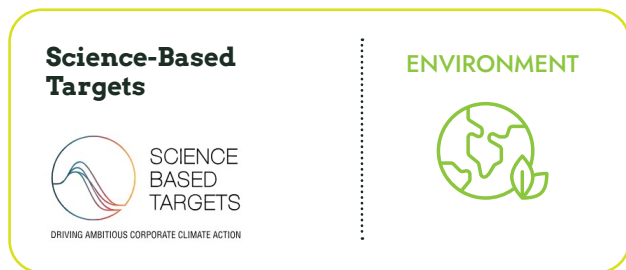 Science-Based
Targets
SCIENCE
BASED
TARGETS
DRIVING AMBITIOUS CORPORATE CLIMATE ACTION
ENVIRONMENT